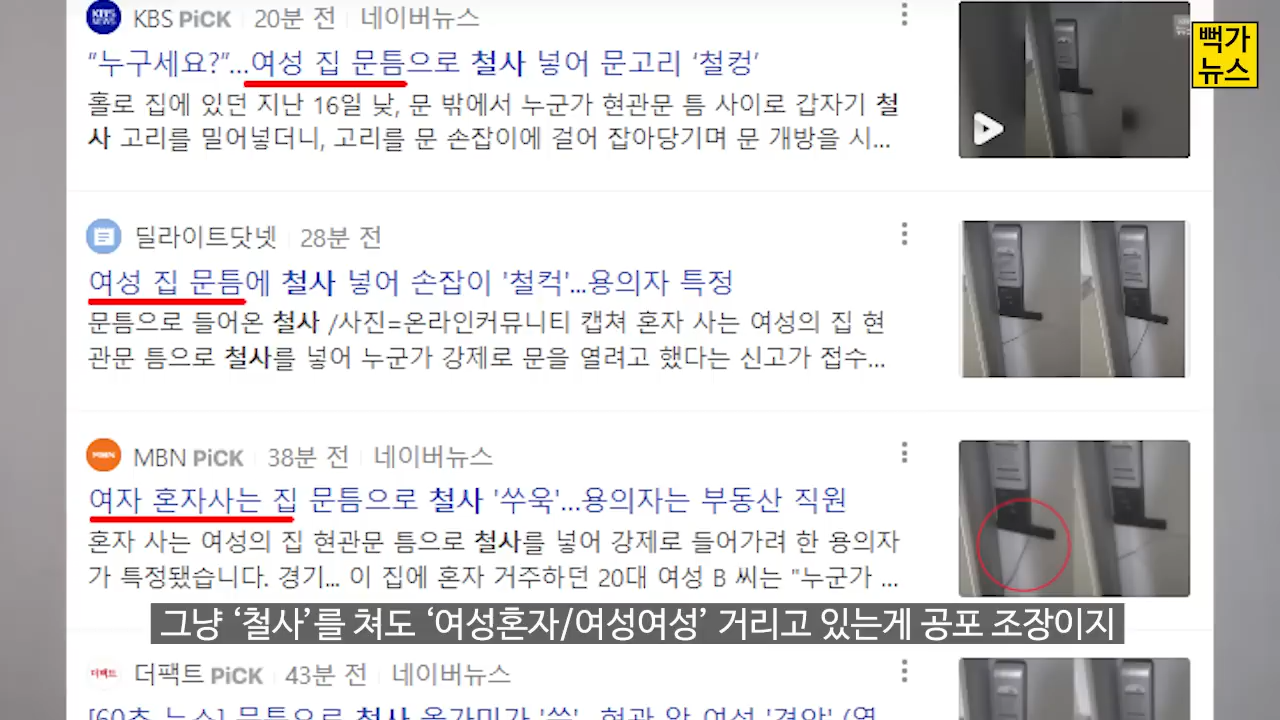 KBS PiCK 20분 전 네이버뉴스
뻑가
뉴스
“누구세요?”...여성 집 문틈으로 철사 넣어 문고리 ‘철컹’
홀로 집에 있던 지난 16일 낮, 문 밖에서 누군가 현관문 틈 사이로 갑자기 철
사 고리를 밀어넣더니, 고리를 문 손잡이에 걸어 잡아당기며 문 개방을 시...
딜라이트닷넷 28분 전
여성 집 문틈에 철사 넣어 손잡이 '철컥'...용의자 특정
문틈으로 들어온 철사 /사진=온라인커뮤니티 캡쳐 혼자 사는 여성의 집 현
관문 틈으로 철사를 넣어 누군가 강제로 문을 열려고 했다는 신고가 접수...
MBN PiCK 38분 전 네이버뉴스
여자 혼자사는 집 문틈으로 철사 '쑤욱'...용의자는 부동산 직원
혼자 사는 여성의 집 현관문 틈으로 철사를 넣어 강제로 들어가려 한 용의자
가 특정됐습니다. 경기... 이 집에 혼자 거주하던 20대 여성 B 씨는 "누군가 ...
그냥 ‘철사’를 쳐도 ‘여성혼자/여성여성’ 거리고 있는게 공포 조장이지
더팩트 PiCK 43분 전 네이버뉴스